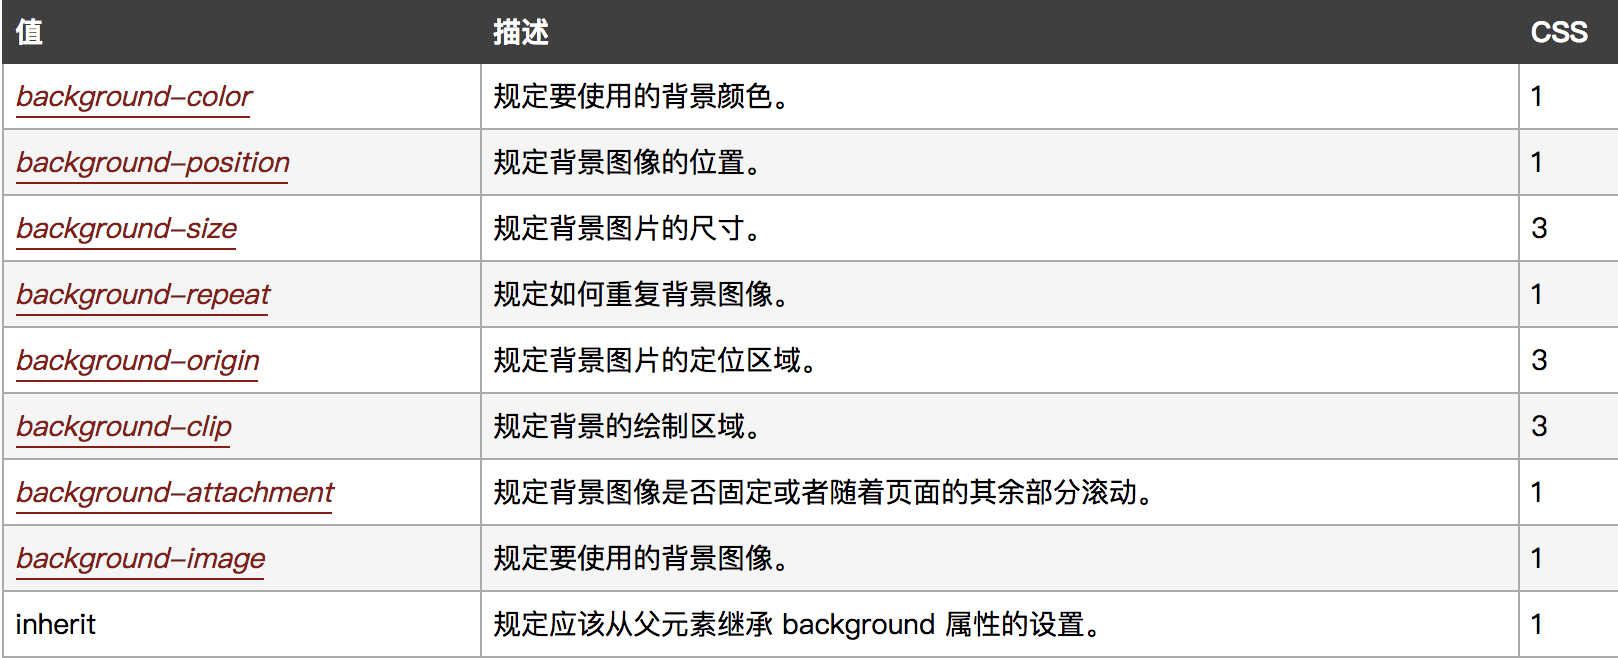 值 描述 CSS
background-color 规定要使用的背景颜色。 1
background-position 规定背景图像的位置。 1
background-size 规定背景图片的尺寸。 3
background-repeat 规定如何重复背景图像。 1
background-origin 规定背景图片的定位区域。 3
background-clip 规定背景的绘制区域。 3
background-attachment 规定背景图像是否固定或者随着页面的其余部分滚动。 1
background-image 规定要使用的背景图像。 1
inherit 规定应该从父元素继承 background 属性的设置。 1